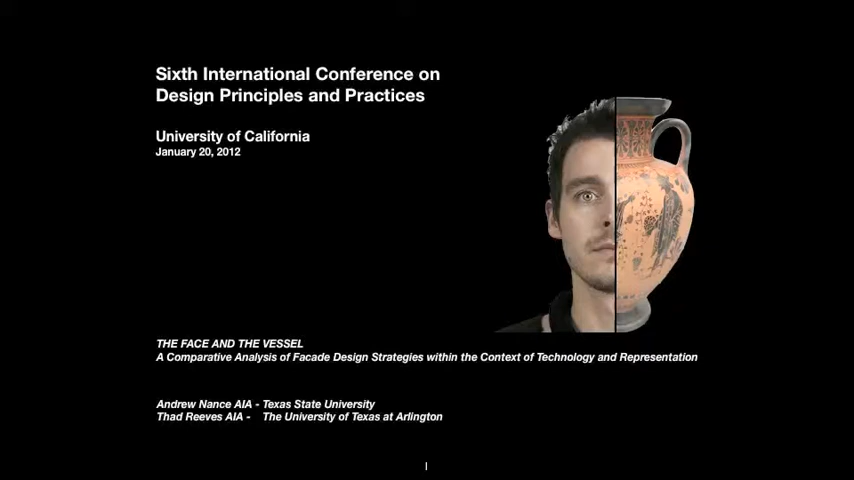 Sixth International Conference on
Design Principles and Practices
University of California
January 20, 2012
THE FACE AND THE VESSEL
A Comparative Analysis of Facade Design Strategies within the Context of Technology and Representation
Andrew Nance AIA - Texas State University
Thad Reeves AIA - The University of Texas at Arlington
1